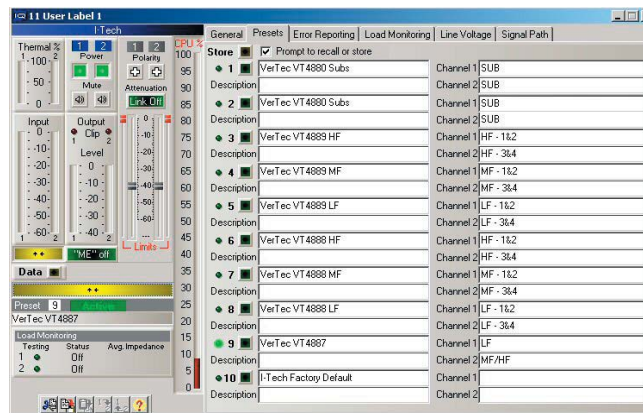 11 User Label 1
I-Tech
Thermal %
1 2
100
50
0
1 2
Power
Mute
1 2
Polarity
Attenuation
Link Off
CPU %
100
95
90
85
80
75
70
65
60
55
50
45
40
35
30
25
20
15
10
5
0
Input
0
-10
-20
-30
-40
-50
-60
1 2
Output
Clip
1 2
Level
0
-10
-20
-30
-40
1 2
0
-10
-20
-30
-40
-50
-60
Limits
"ME" off
Data
Preset 9
VerTec VT4887
Load Monitoring
Testing Status Avg. Impedance
1 Off
2 Off
General Presets Error Reporting Load Monitoring Line Voltage Signal Path
Store Prompt to recall or store
1 VerTec VT4880 Subs Channel 1 SUB
Description Channel 2 SUB
2 VerTec VT4880 Subs Channel 1 SUB
Description Channel 2 SUB
3 VerTec VT4889 HF Channel 1 HF - 1&2
Description Channel 2 HF - 3&4
4 VerTec VT4889 MF Channel 1 MF - 1&2
Description Channel 2 MF - 3&4
5 VerTec VT4889 LF Channel 1 LF - 1&2
Description Channel 2 LF - 3&4
6 VerTec VT4888 HF Channel 1 HF - 1&2
Description Channel 2 HF - 3&4
7 VerTec VT4888 MF Channel 1 MF - 1&2
Description Channel 2 MF - 3&4
8 VerTec VT4888 LF Channel 1 LF - 1&2
Description Channel 2 LF - 3&4
9 VerTec VT4887 Channel 1 LF
Description Channel 2 MF/HF
10 I-Tech Factory Default Channel 1
Description Channel 2